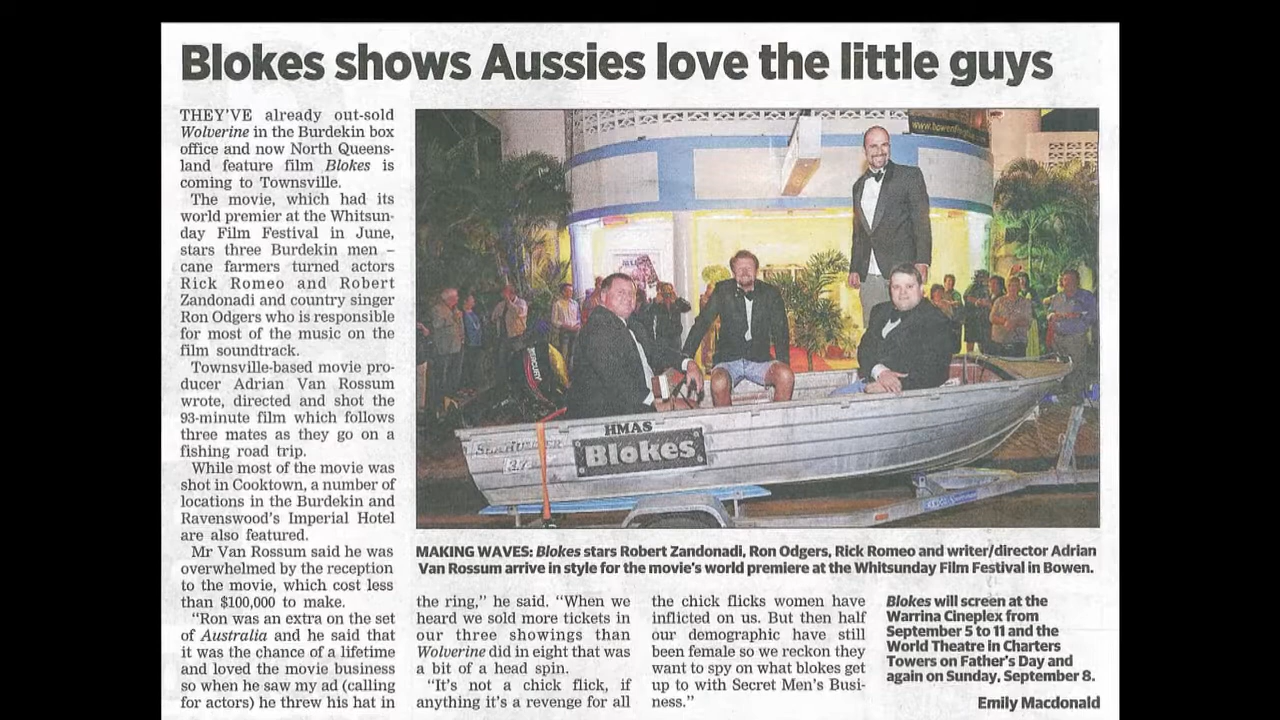 Blokes shows Aussies love the little guys
THEY'VE already out-sold
Wolverine in the Burdekin box
office and now North Queens-
land feature film Blokes is
coming to Townsville.
The movie, which had its
world premier at the Whitsun-
day Film Festival in June,
stars three Burdekin men –
cane farmers turned actors
Rick Romeo and Robert
Zandonadi and country singer
Ron Odgers who is responsible
for most of the music on the
film soundtrack.
Townsville-based movie pro-
ducer Adrian Van Rossum
wrote, directed and shot the
93-minute film which follows
three mates as they go on a
fishing road trip.
While most of the movie was
shot in Cooktown, a number of
locations in the Burdekin and
Ravenswood's Imperial Hotel
are also featured.
Mr Van Rossum said he was
overwhelmed by the reception
to the movie, which cost less
than $100,000 to make.
"Ron was an extra on the set
of Australia and he said that
it was the chance of a lifetime
and loved the movie business
so when he saw my ad (calling
for actors) he threw his hat in
MERCURY
HMAS
Blokes
27
MAKING WAVES: Blokes stars Robert Zandonadi, Ron Odgers, Rick Romeo and writer/director Adrian
Van Rossum arrive in style for the movie's world premiere at the Whitsunday Film Festival in Bowen.
the ring," he said. "When we
heard we sold more tickets in
our three showings than
Wolverine did in eight that was
a bit of a head spin.
"It's not a chick flick, if
anything it's a revenge for all
the chick flicks women have
inflicted on us. But then half
our demographic have still
been female so we reckon they
want to spy on what blokes get
up to with Secret Men's Busi-
ness."
Blokes will screen at the
Warrina Cineplex from
September 5 to 11 and the
World Theatre in Charters
Towers on Father's Day and
again on Sunday, September 8.
Emily Macdonald